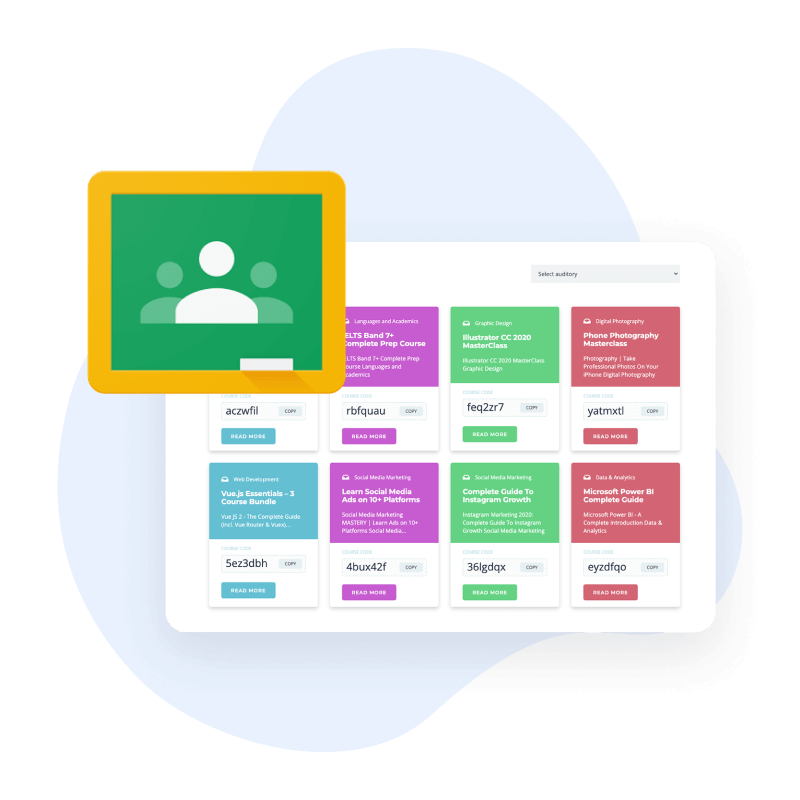 Select auditory
Languages and Academics
IELTS Band 7+
Complete Prep Course
IELTS Band 7+ Complete Prep
Course Languages and
Academics
COURSE CODE
rbfquau
COPY
READ MORE
Graphic Design
Illustrator CC 2020
MasterClass
Illustrator CC 2020 MasterClass
Graphic Design
COURSE CODE
feq2zr7
COPY
READ MORE
Digital Photography
Phone Photography
Masterclass
Photography | Take
Professional Photos On Your
iPhone Digital Photography
COURSE CODE
yatmxtl
COPY
READ MORE
COURSE CODE
aczwfil
COPY
READ MORE
Web Development
Vue.js Essentials – 3
Course Bundle
Vue JS 2 - The Complete Guide
(incl. Vue Router & Vuex)...
COURSE CODE
5ez3dbh
COPY
READ MORE
Social Media Marketing
Learn Social Media
Ads on 10+ Platforms
Social Media Marketing
MASTERY | Learn Ads on 10+
Platforms Social Media...
COURSE CODE
4bux42f
COPY
READ MORE
Social Media Marketing
Complete Guide To
Instagram Growth
Instagram Marketing 2020:
Complete Guide To Instagram
Growth Social Media Marketing
COURSE CODE
36lgdqx
COPY
READ MORE
Data & Analytics
Microsoft Power BI
Complete Guide
Microsoft Power BI - A
Complete Introduction Data &
Analytics
COURSE CODE
eyzdfqo
COPY
READ MORE